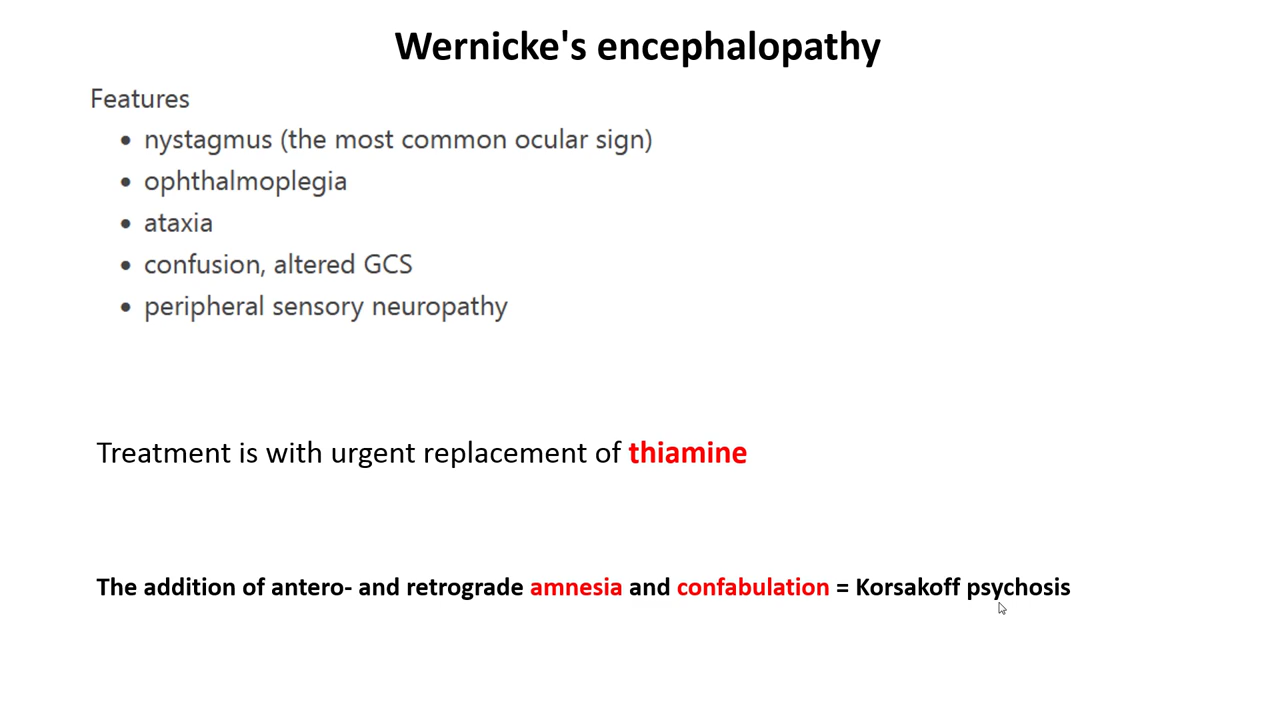 Wernicke's encephalopathy
Features
• nystagmus (the most common ocular sign)
• ophthalmoplegia
• ataxia
• confusion, altered GCS
• peripheral sensory neuropathy
Treatment is with urgent replacement of thiamine
The addition of antero- and retrograde amnesia and confabulation = Korsakoff psychosis